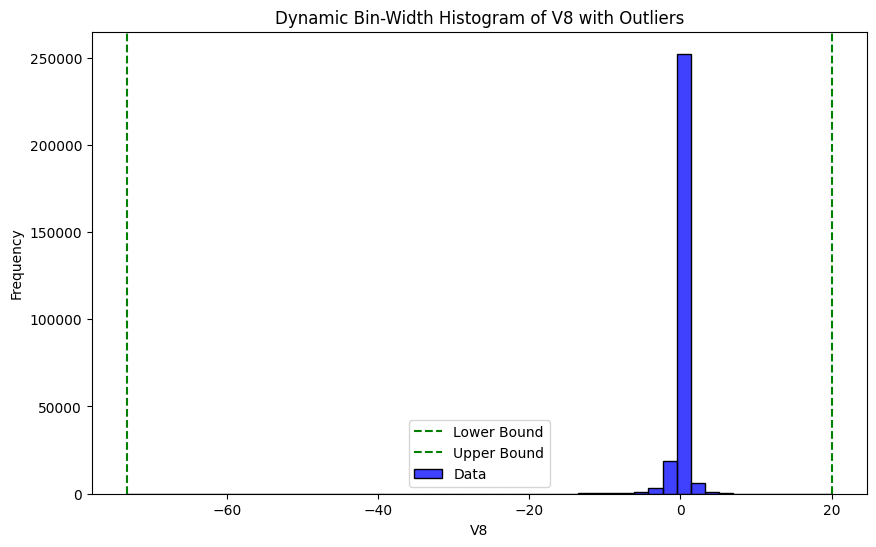 Dynamic Bin-Width Histogram of V8 with Outliers
250000
200000
150000
100000
50000
0
Frequency
Lower Bound
Upper Bound
Data
−60
−40
−20
0
20
V8